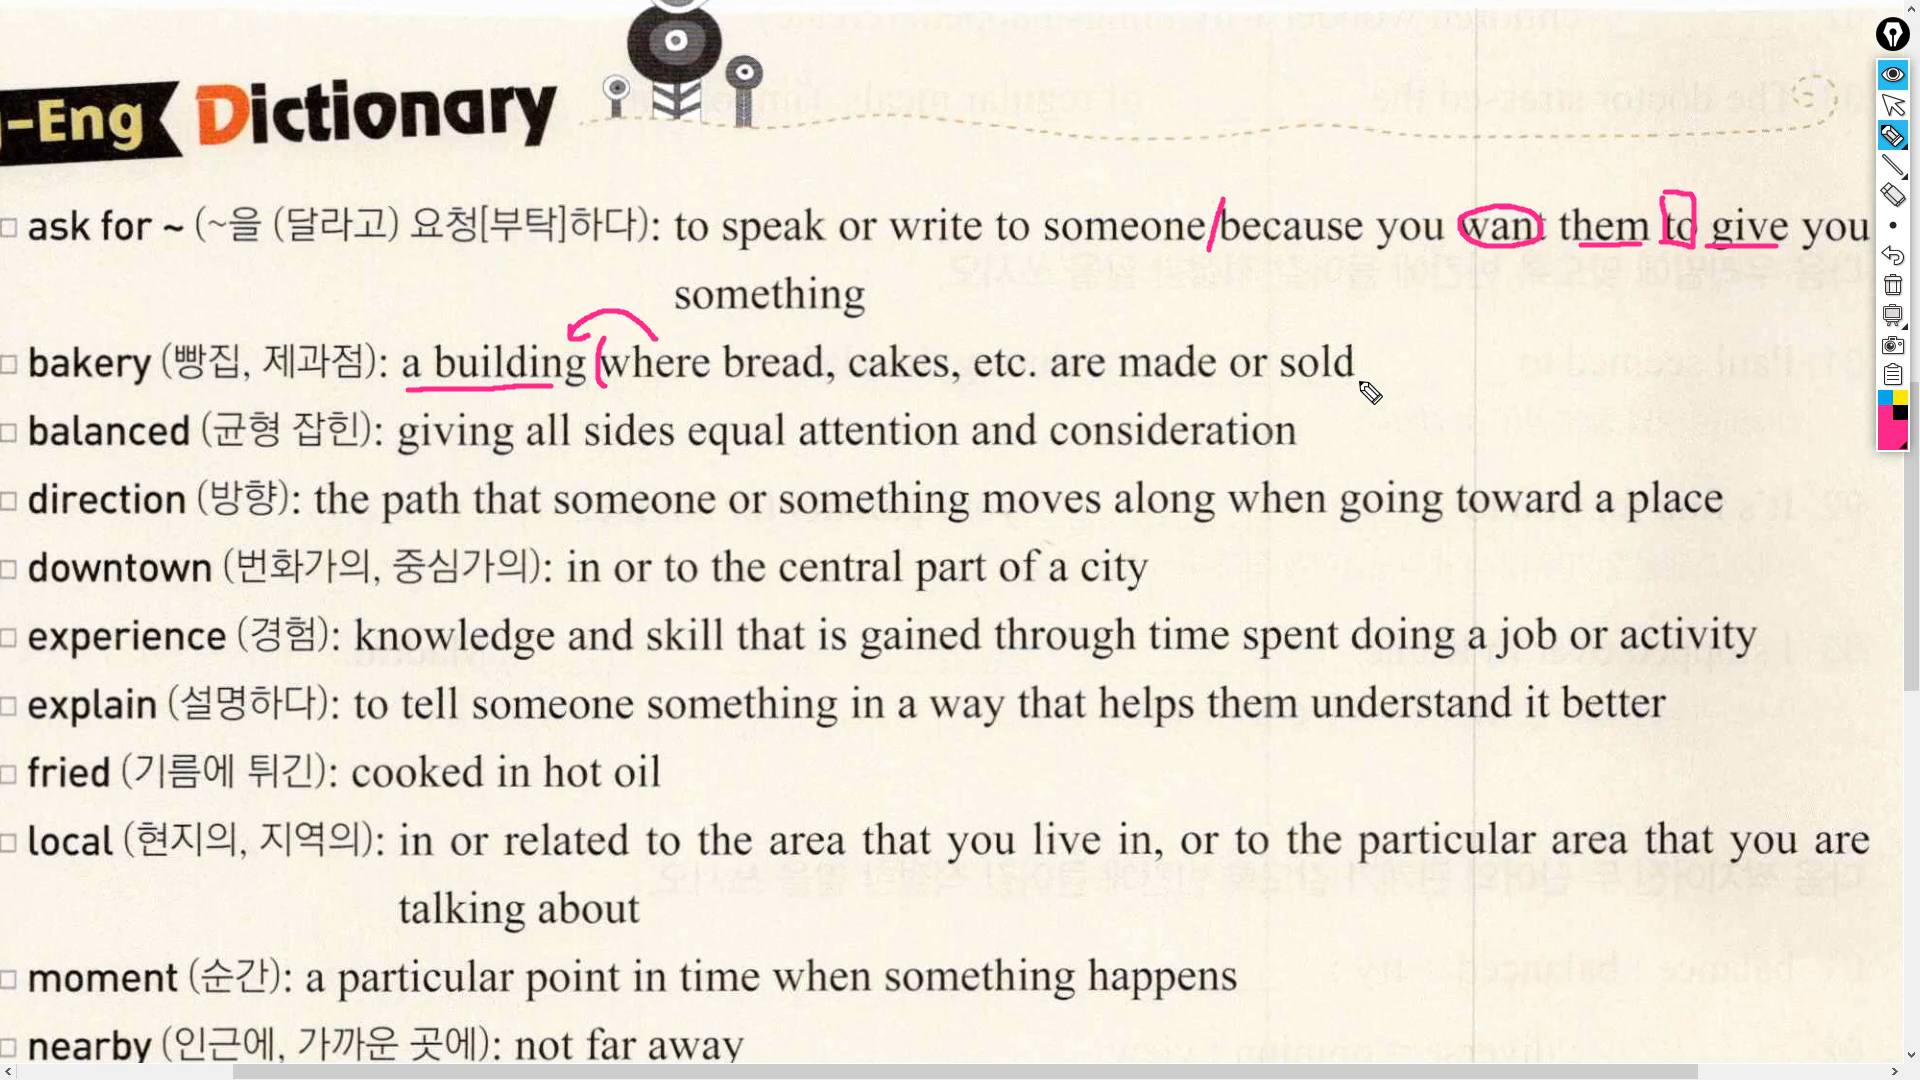 -Eng Dictionary
ask for ~ (~을 (달라고) 요청[부탁]하다): to speak or write to someone because you want them to give you
something
bakery (빵집, 제과점): a building where bread, cakes, etc. are made or sold
balanced (균형 잡힌): giving all sides equal attention and consideration
direction (방향): the path that someone or something moves along when going toward a place
downtown (번화가의, 중심가의): in or to the central part of a city
experience (경험): knowledge and skill that is gained through time spent doing a job or activity
explain (설명하다): to tell someone something in a way that helps them understand it better
fried (기름에 튀긴): cooked in hot oil
local (현지의, 지역의): in or related to the area that you live in, or to the particular area that you are
talking about
moment (순간): a particular point in time when something happens
nearby (인근에, 가까운 곳에): not far away